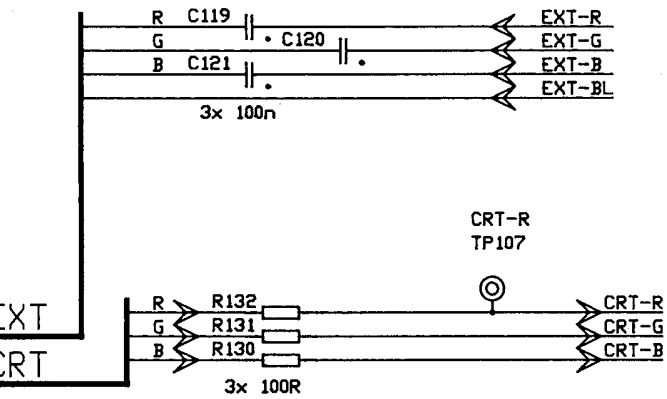 R C119 EXT-R
G C120 EXT-G
B C121 EXT-B
EXT-BL
3x 100n
CRT-R
TP107
R R132 CRT-R
EXT
G R131 CRT-G
CRT
B R130 CRT-B
3x 100R